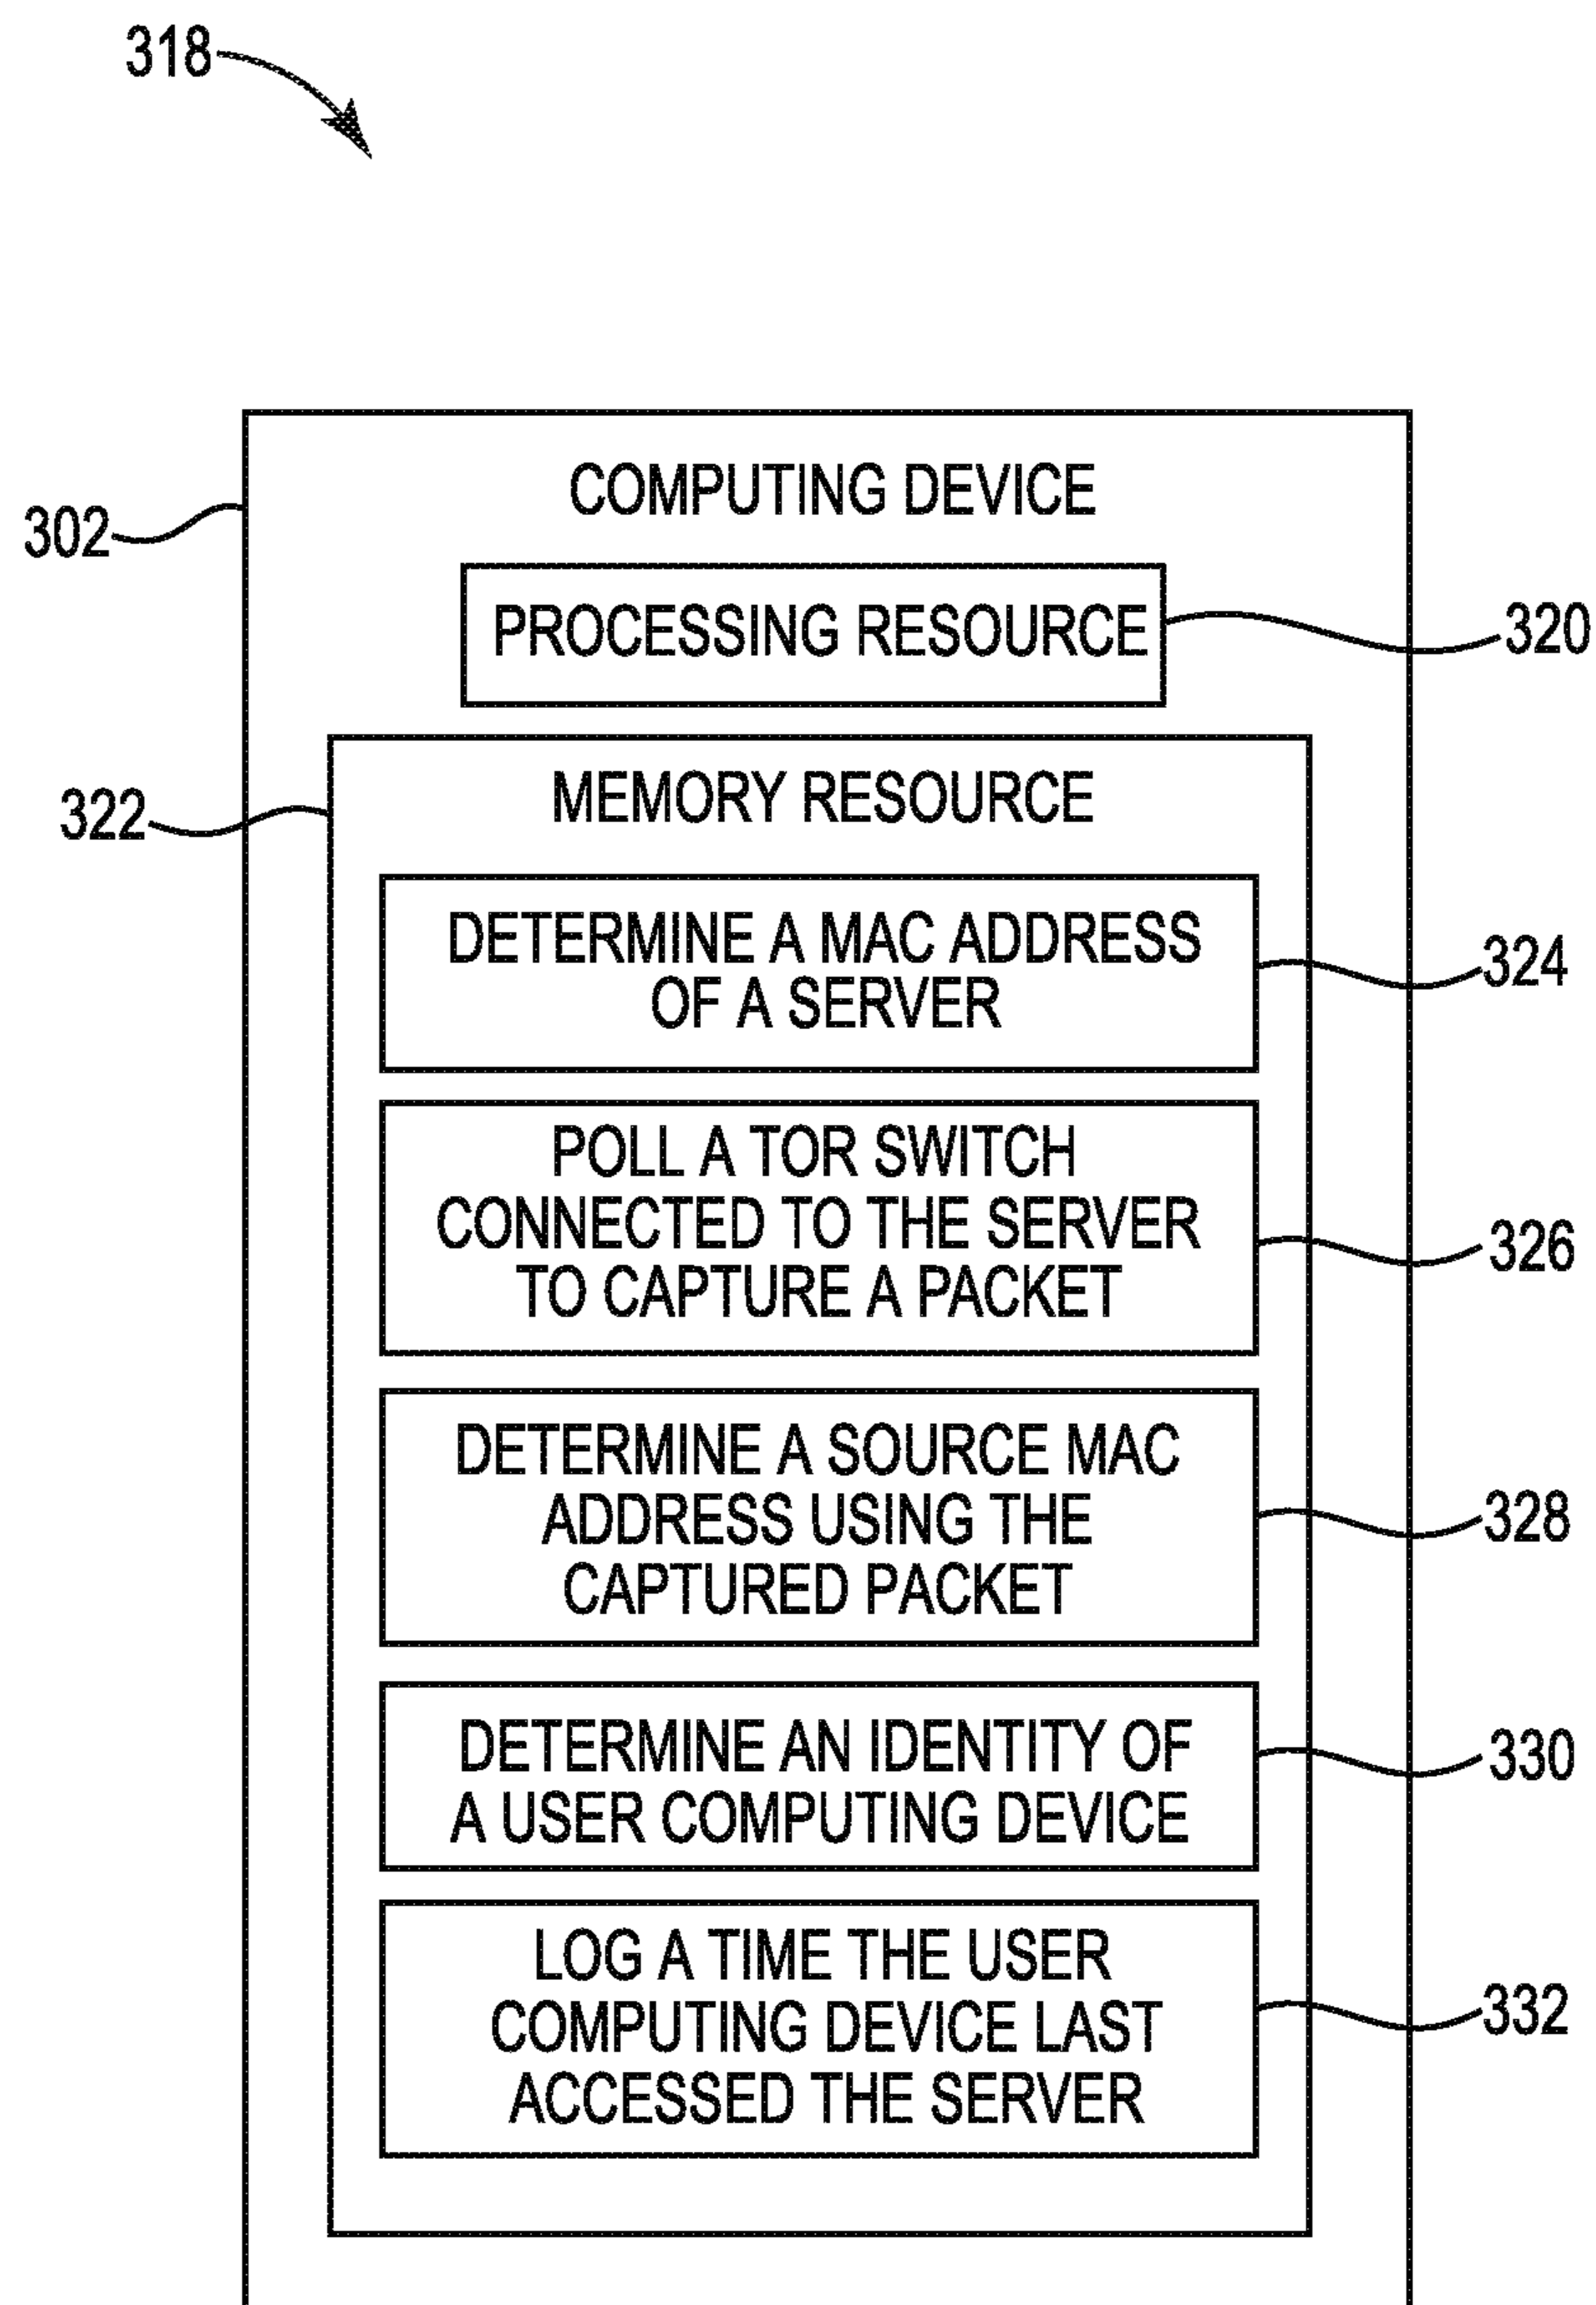 318
COMPUTING DEVICE
302
PROCESSING RESOURCE
320
MEMORY RESOURCE
322
DETERMINE A MAC ADDRESS
OF A SERVER
324
POLL A TOR SWITCH
CONNECTED TO THE SERVER
TO CAPTURE A PACKET
326
DETERMINE A SOURCE MAC
ADDRESS USING THE
CAPTURED PACKET
328
DETERMINE AN IDENTITY OF
A USER COMPUTING DEVICE
330
LOG A TIME THE USER
COMPUTING DEVICE LAST
ACCESSED THE SERVER
332